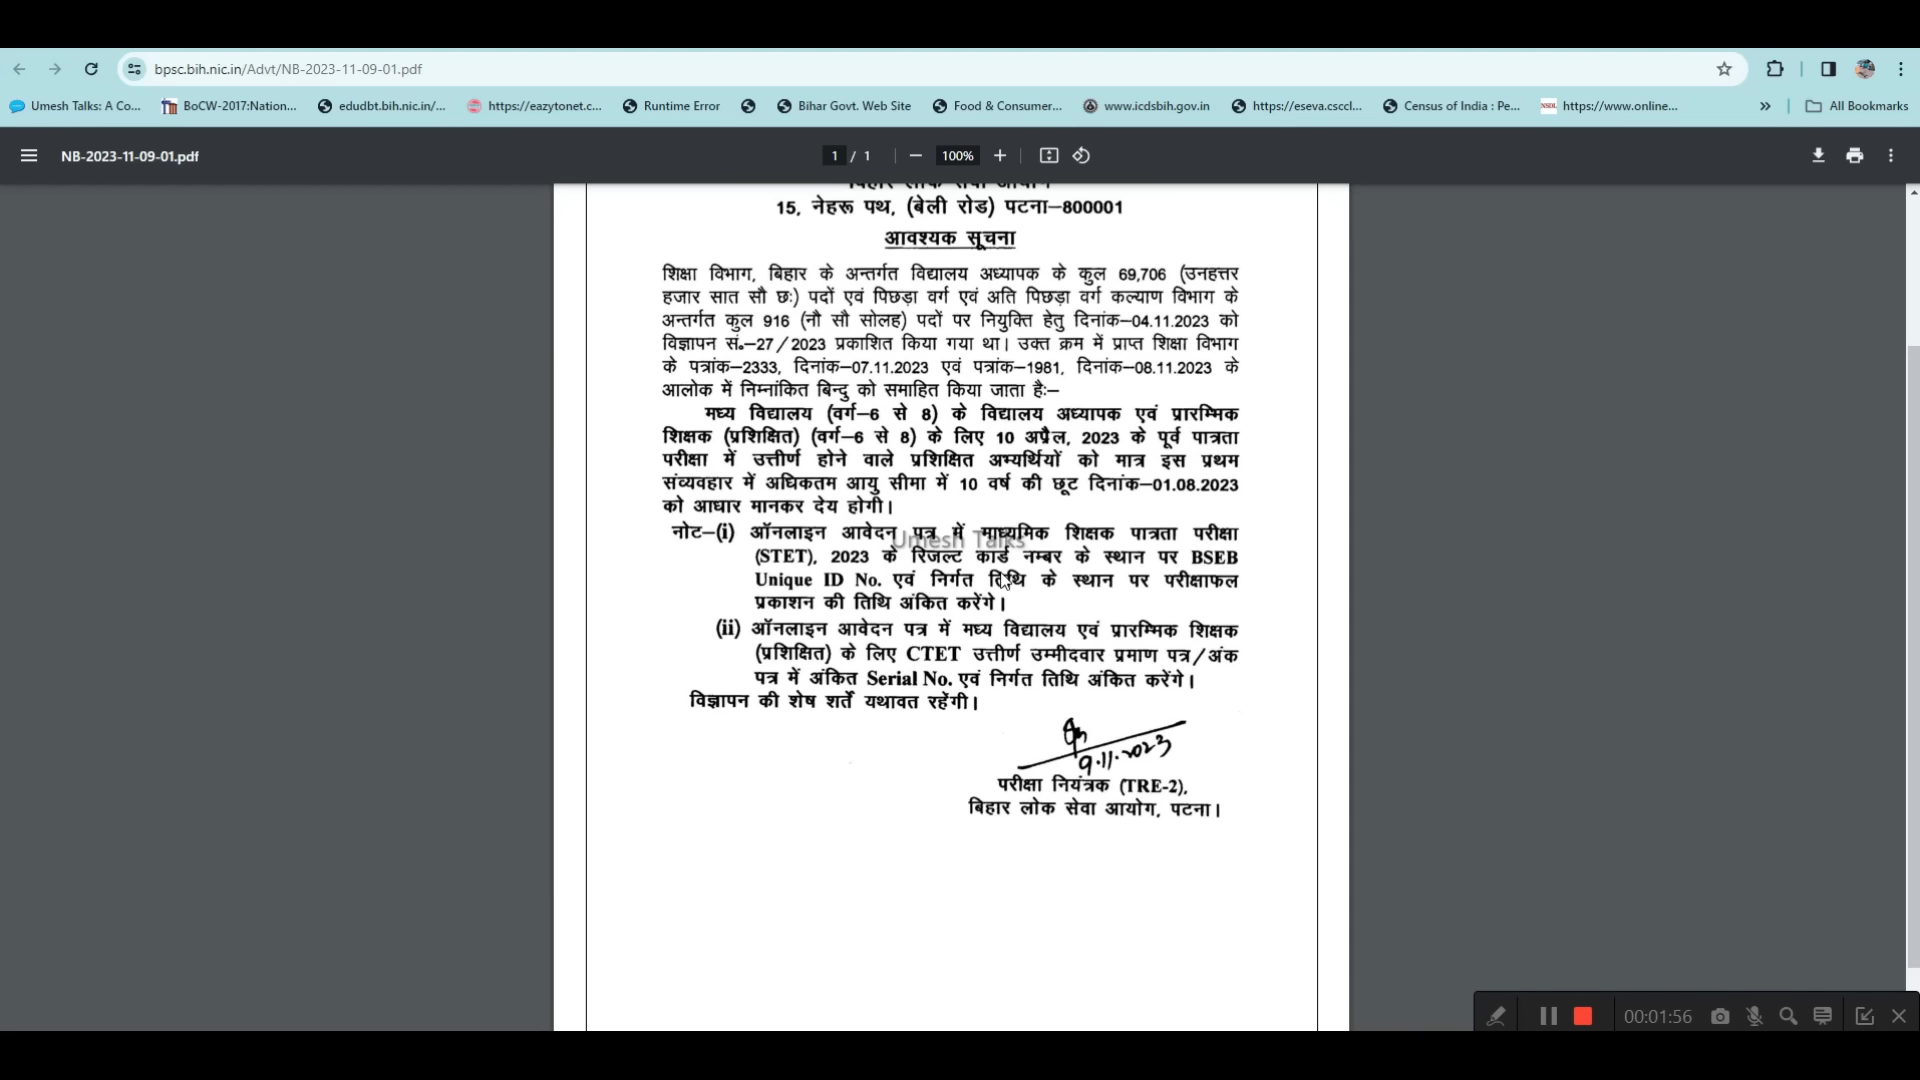 bpsc.bih.nic.in/Advt/NB-2023-11-09-01.pdf
Umesh Talks: A Co... BoCW-2017:Nation... edudbt.bih.nic.in/... https://eazytonet.c... Runtime Error Bihar Govt. Web Site Food & Consumer... www.icdsbih.gov.in https://eseva.csccl... Census of India : Pe... NSDL https://www.online... » All Bookmarks
NB-2023-11-09-01.pdf 1 / 1 — 100% +
बिहार लोक सेवा आयोग
15, नेहरू पथ, (बेली रोड) पटना–800001
आवश्यक सूचना
शिक्षा विभाग, बिहार के अन्तर्गत विद्यालय अध्यापक के कुल 69,706 (उनहत्तर
हजार सात सौ छः) पदों एवं पिछड़ा वर्ग एवं अति पिछड़ा वर्ग कल्याण विभाग के
अन्तर्गत कुल 916 (नौ सौ सोलह) पदों पर नियुक्ति हेतु दिनांक–04.11.2023 को
विज्ञापन सं०–27/2023 प्रकाशित किया गया था। उक्त क्रम में प्राप्त शिक्षा विभाग
के पत्रांक–2333, दिनांक–07.11.2023 एवं पत्रांक–1981, दिनांक–08.11.2023 के
आलोक में निम्नांकित बिन्दु को समाहित किया जाता हैः–
मध्य विद्यालय (वर्ग–6 से 8) के विद्यालय अध्यापक एवं प्रारम्भिक
शिक्षक (प्रशिक्षित) (वर्ग–6 से 8) के लिए 10 अप्रैल, 2023 के पूर्व पात्रता
परीक्षा में उत्तीर्ण होने वाले प्रशिक्षित अभ्यर्थियों को मात्र इस प्रथम
संव्यवहार में अधिकतम आयु सीमा में 10 वर्ष की छूट दिनांक–01.08.2023
को आधार मानकर देय होगी।
नोट–(i) ऑनलाइन आवेदन पत्र में माध्यमिक शिक्षक पात्रता परीक्षा
Umesh Talks
(STET), 2023 के रिजल्ट कार्ड नम्बर के स्थान पर BSEB
Unique ID No. एवं निर्गत तिथि के स्थान पर परीक्षाफल
प्रकाशन की तिथि अंकित करेंगे।
(ii) ऑनलाइन आवेदन पत्र में मध्य विद्यालय एवं प्रारम्भिक शिक्षक
(प्रशिक्षित) के लिए CTET उत्तीर्ण उम्मीदवार प्रमाण पत्र/अंक
पत्र में अंकित Serial No. एवं निर्गत तिथि अंकित करेंगे।
विज्ञापन की शेष शर्तें यथावत रहेंगी।
9.11.2023
परीक्षा नियंत्रक (TRE-2),
बिहार लोक सेवा आयोग, पटना।
00:01:56